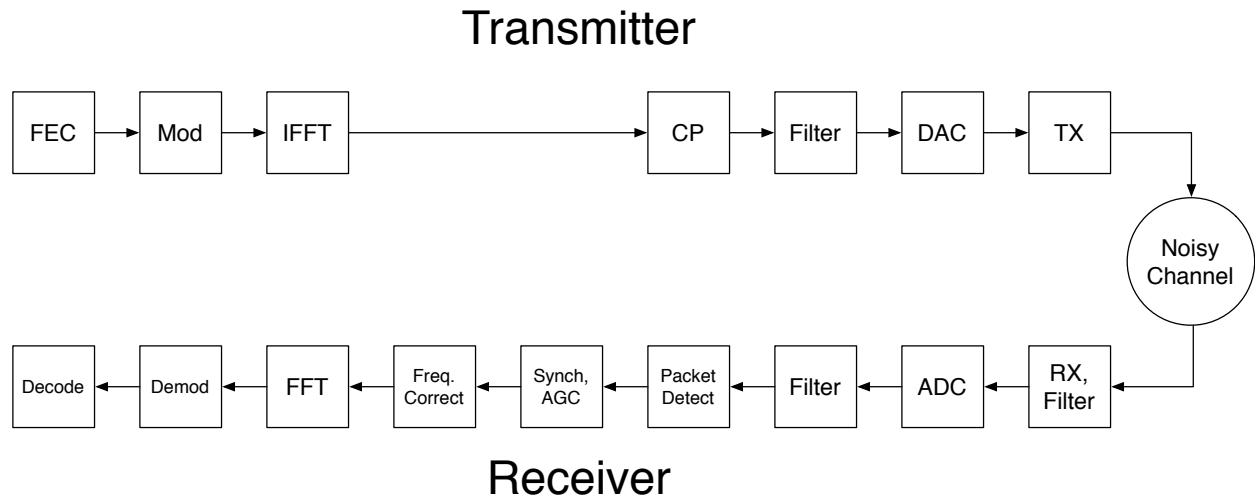 Transmitter
FEC
Mod
IFFT
CP
Filter
DAC
TX
Noisy
Channel
Decode
Demod
FFT
Freq.
Correct
Synch,
AGC
Packet
Detect
Filter
ADC
RX,
Filter
Receiver